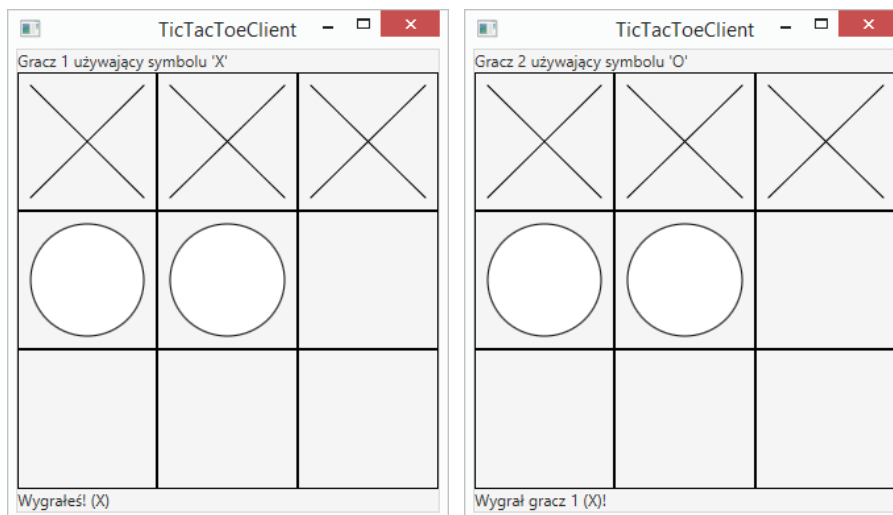 TicTacToeClient
Gracz 1 używający symbolu 'X'
Wygrałeś! (X)
TicTacToeClient
Gracz 2 używający symbolu 'O'
Wygrał gracz 1 (X)!